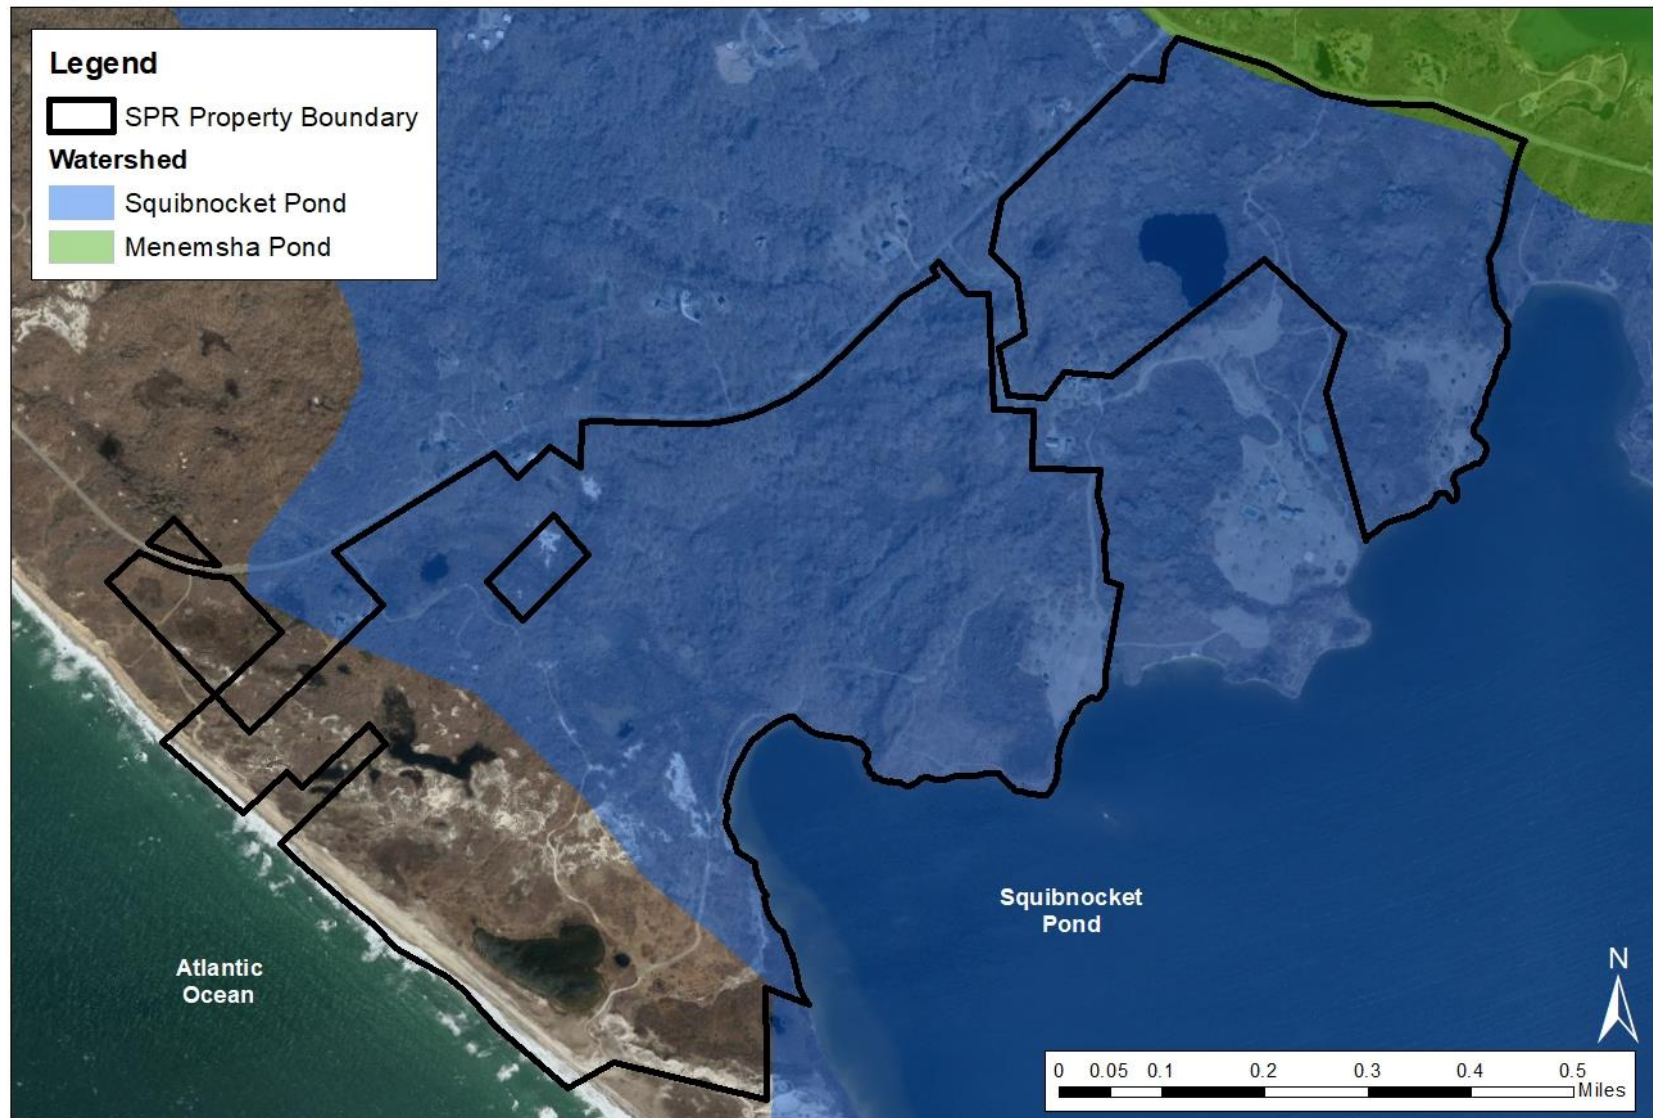 Legend
SPR Property Boundary
Watershed
Squibnocket Pond
Menemsha Pond
Squibnocket
Pond
Atlantic
Ocean
N
0 0.05 0.1 0.2 0.3 0.4 0.5
Miles